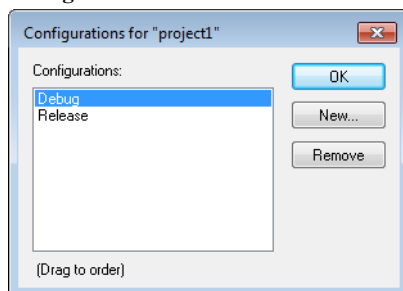 Configurations for "project1"
Configurations:
OK
Debug
Release
New...
Remove
(Drag to order)